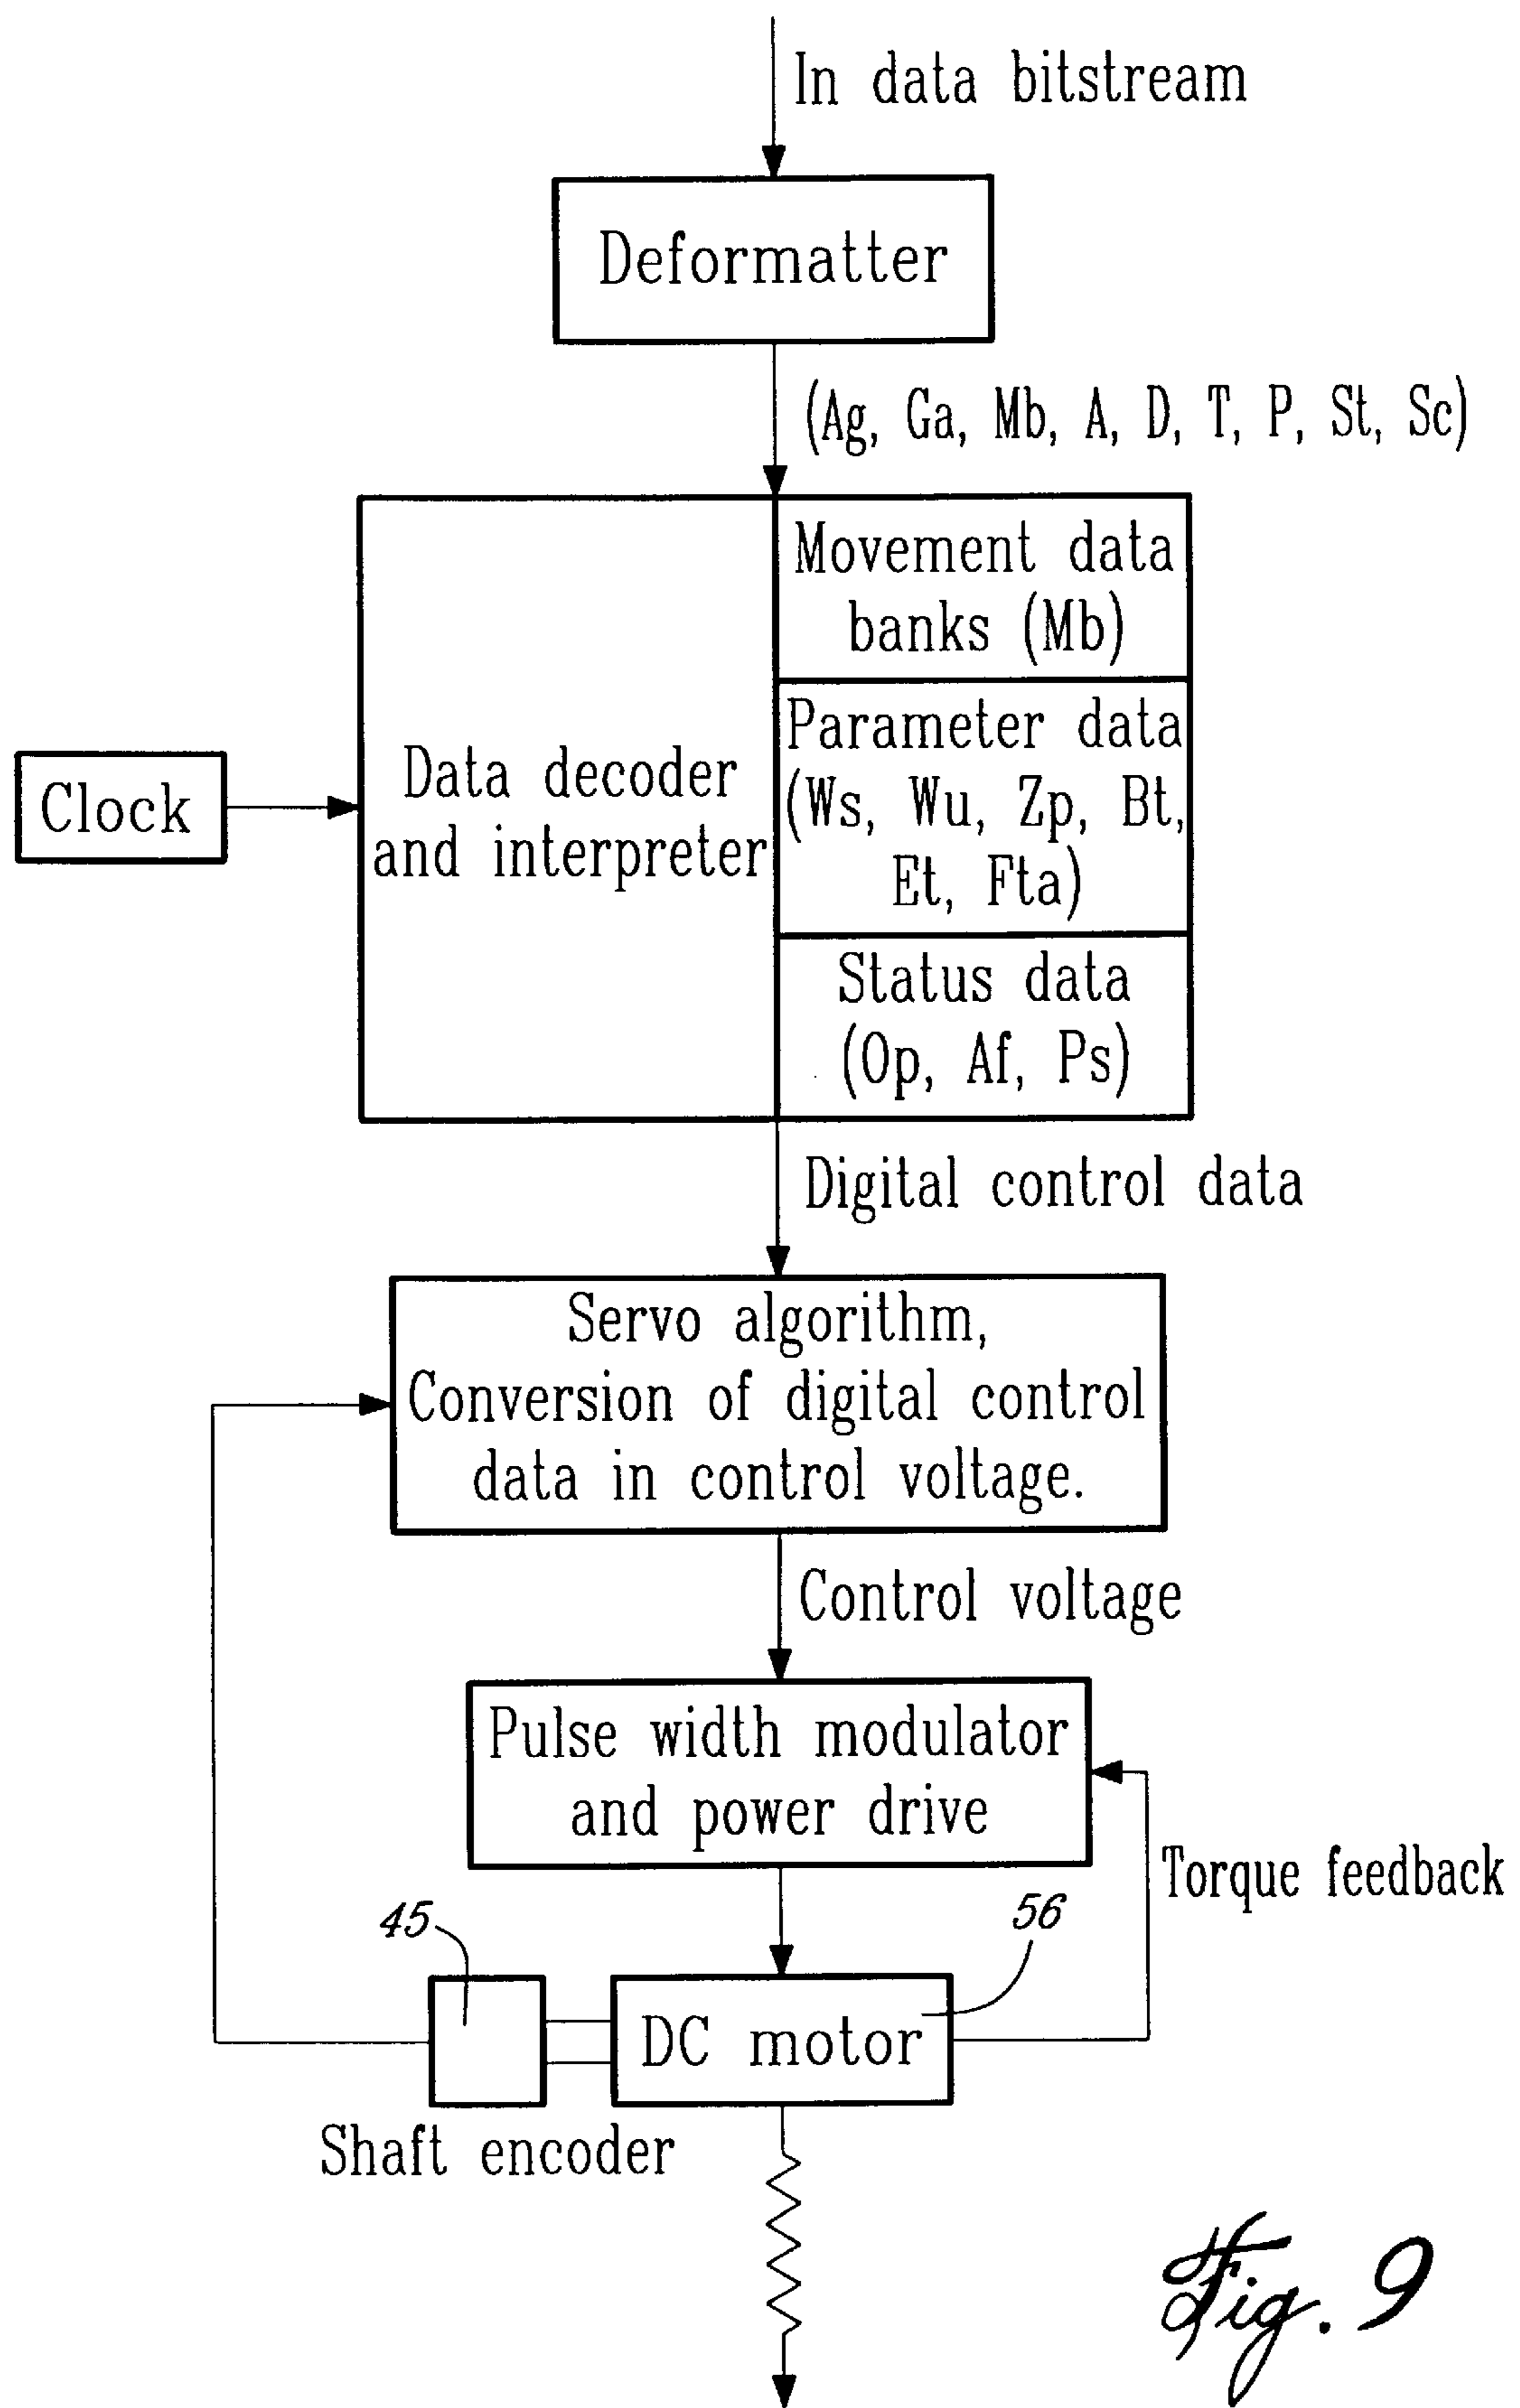 In data bitstream
Deformatter
(Ag, Ga, Mb, A, D, T, P, St, Sc)
Movement data
banks (Mb)
Parameter data
(Ws, Wu, Zp, Bt,
Et, Fta)
Status data
(Op, Af, Ps)
Clock
Data decoder
and interpreter
Digital control data
Servo algorithm,
Conversion of digital control
data in control voltage.
Control voltage
Pulse width modulator
and power drive
Torque feedback
45
56
DC motor
Shaft encoder
Fig. 9